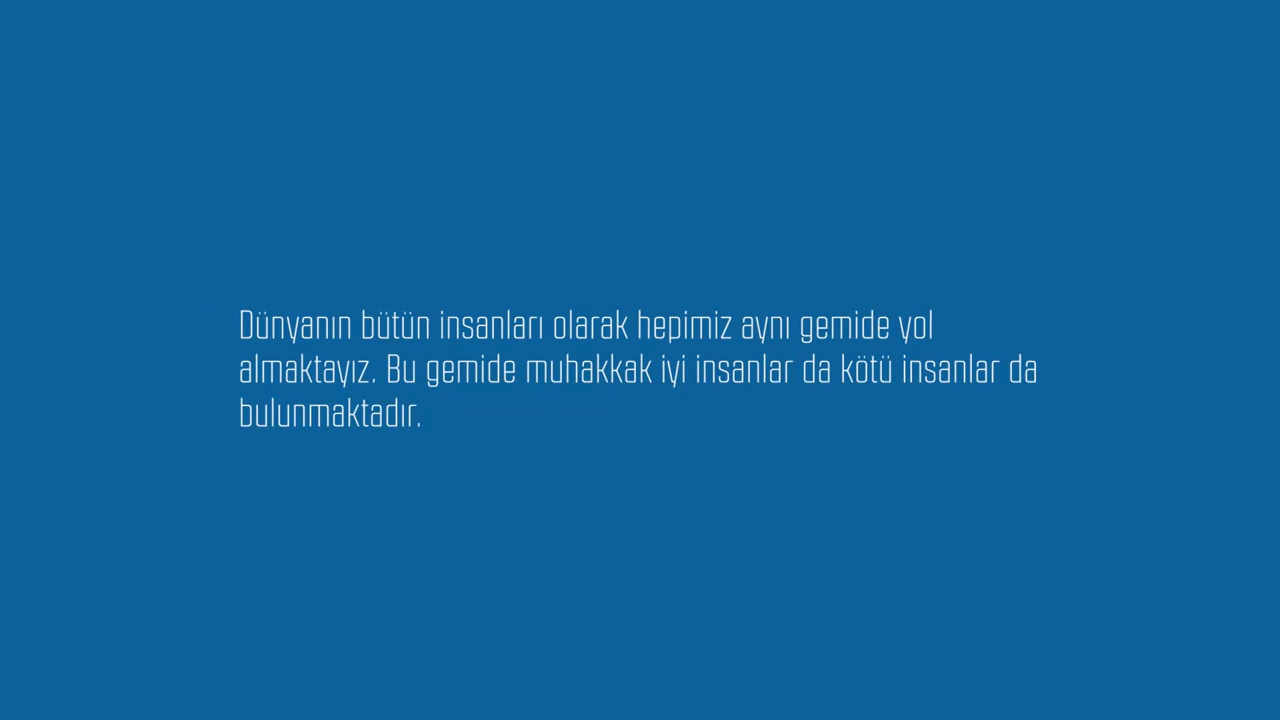 Dünyanın bütün insanları olarak hepimiz aynı gemide yol
almaktayız. Bu gemide muhakkak iyi insanlar da kötü insanlar da
bulunmaktadır.